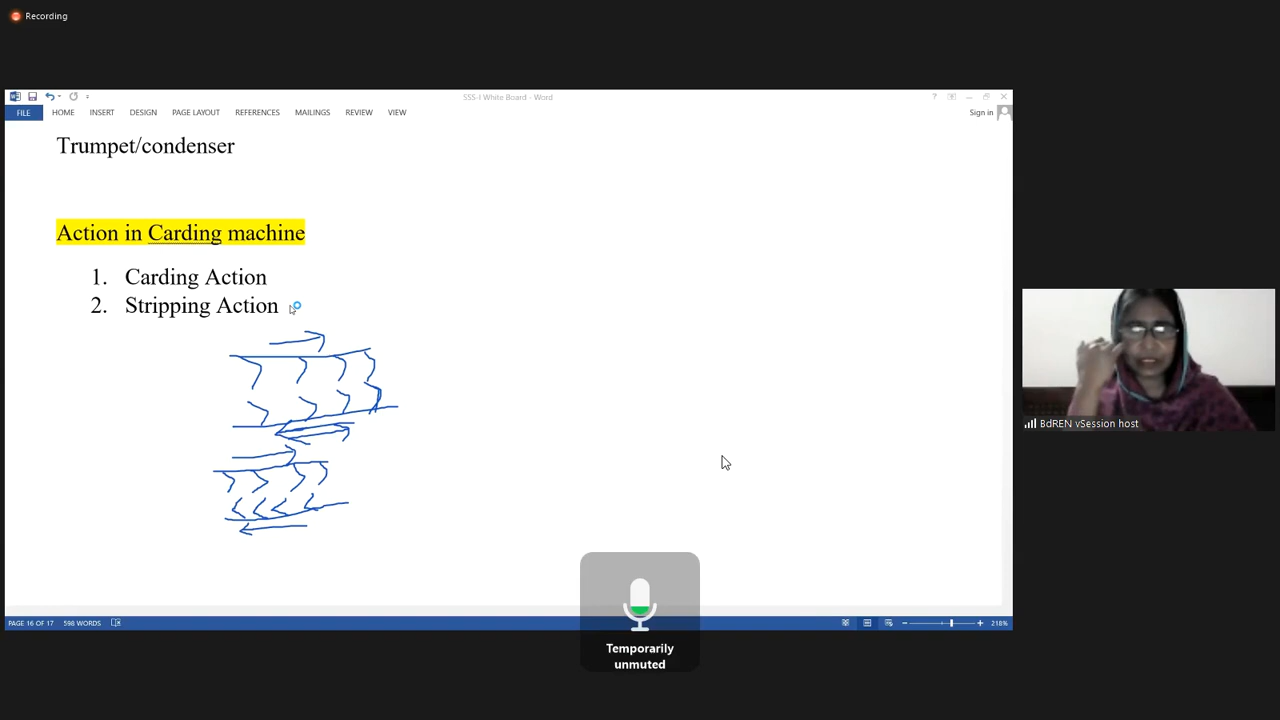 Recording
SSS-I White Board - Word
FILE HOME INSERT DESIGN PAGE LAYOUT REFERENCES MAILINGS REVIEW VIEW
Sign in
Trumpet/condenser
Action in Carding machine
1. Carding Action
2. Stripping Action
BdREN vSession host
PAGE 16 OF 17 598 WORDS
218%
Temporarily
unmuted